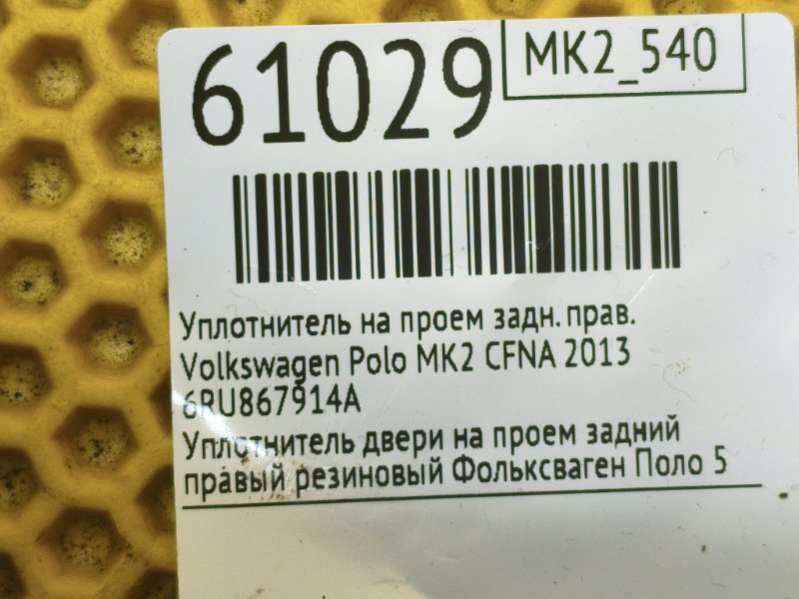 61029
MK2_540
Уплотнитель на проем задн. прав.
Volkswagen Polo MK2 CFNA 2013
6RU867914A
Уплотнитель двери на проем задний
правый резиновый Фольксваген Поло 5